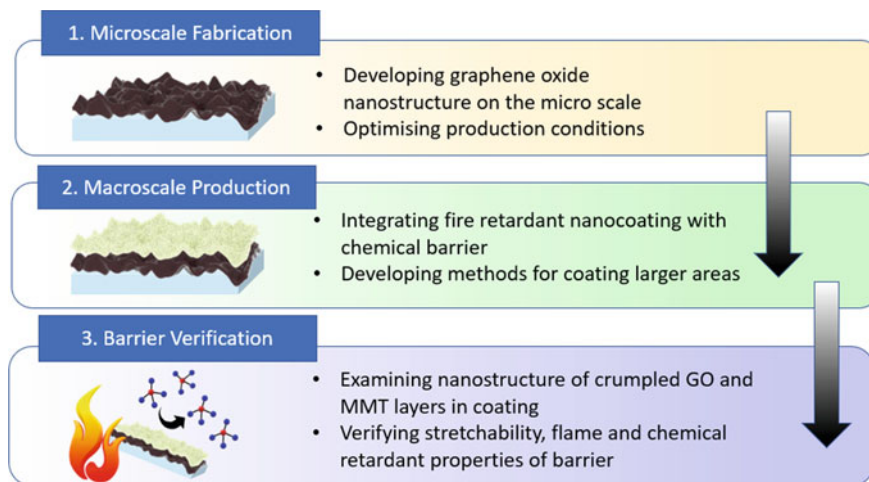 1. Microscale Fabrication
• Developing graphene oxide
nanostructure on the micro scale
• Optimising production conditions
2. Macroscale Production
• Integrating fire retardant nanocoating with
chemical barrier
• Developing methods for coating larger areas
3. Barrier Verification
• Examining nanostructure of crumpled GO and
MMT layers in coating
• Verifying stretchability, flame and chemical
retardant properties of barrier